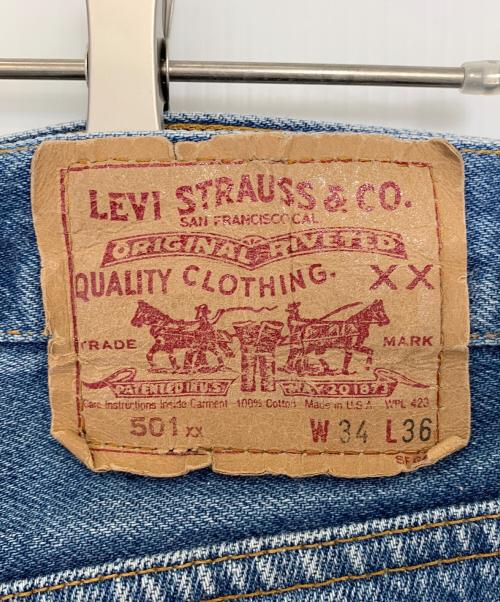 LEVI STRAUSS & CO.
SAN FRANCISCO CAL
ORIGINAL RIVETED
QUALITY CLOTHING. XX
TRADE MARK
PATENTED IN U.S. MAY 20 1873
Care Instructions Inside Garment 100% Cotton Made in U.S.A. WPL 423
501 xx W 34 L 36